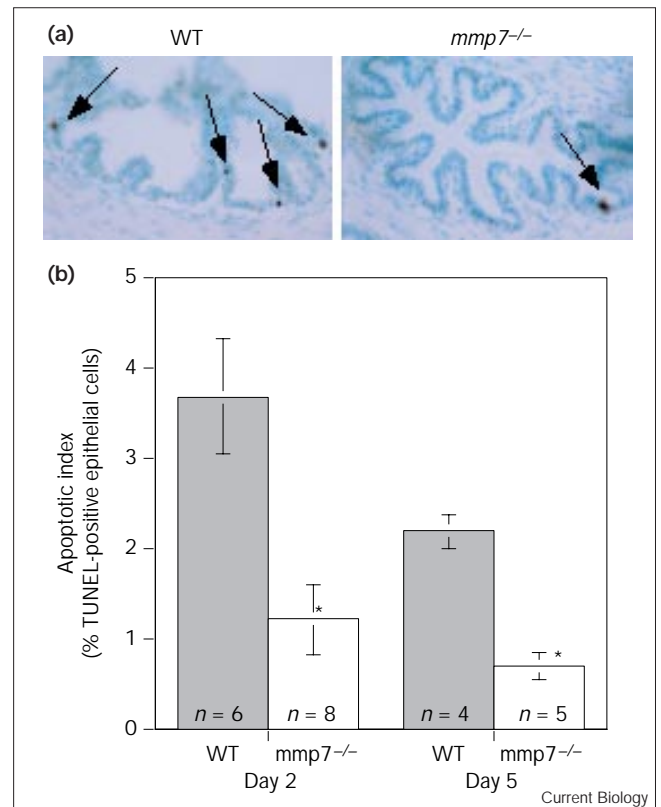 (a)
WT
mmp7–/–
(b)
Apoptotic index
(% TUNEL-positive epithelial cells)
5
4
3
2
1
0
n = 6
n = 8
n = 4
n = 5
*
*
WT
mmp7–/–
WT
mmp7–/–
Day 2
Day 5
Current Biology